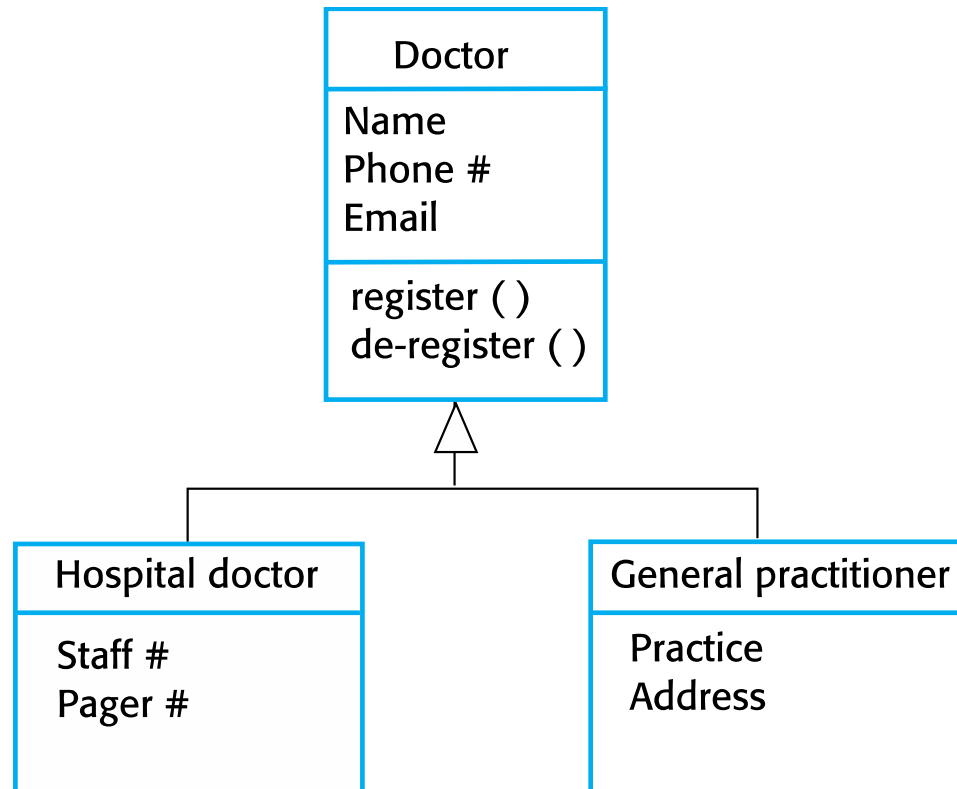 Doctor
Name
Phone #
Email
register ( )
de-register ( )
Hospital doctor
Staff #
Pager #
General practitioner
Practice
Address